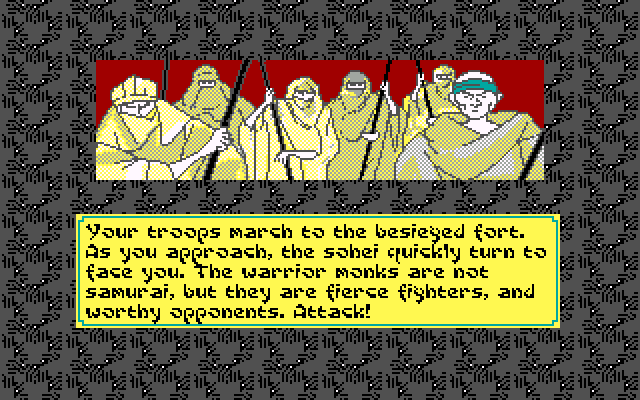 Your troops march to the besieged fort.
As you approach, the sohei quickly turn to
face you. The warrior monks are not
samurai, but they are fierce fighters, and
worthy opponents. Attack!